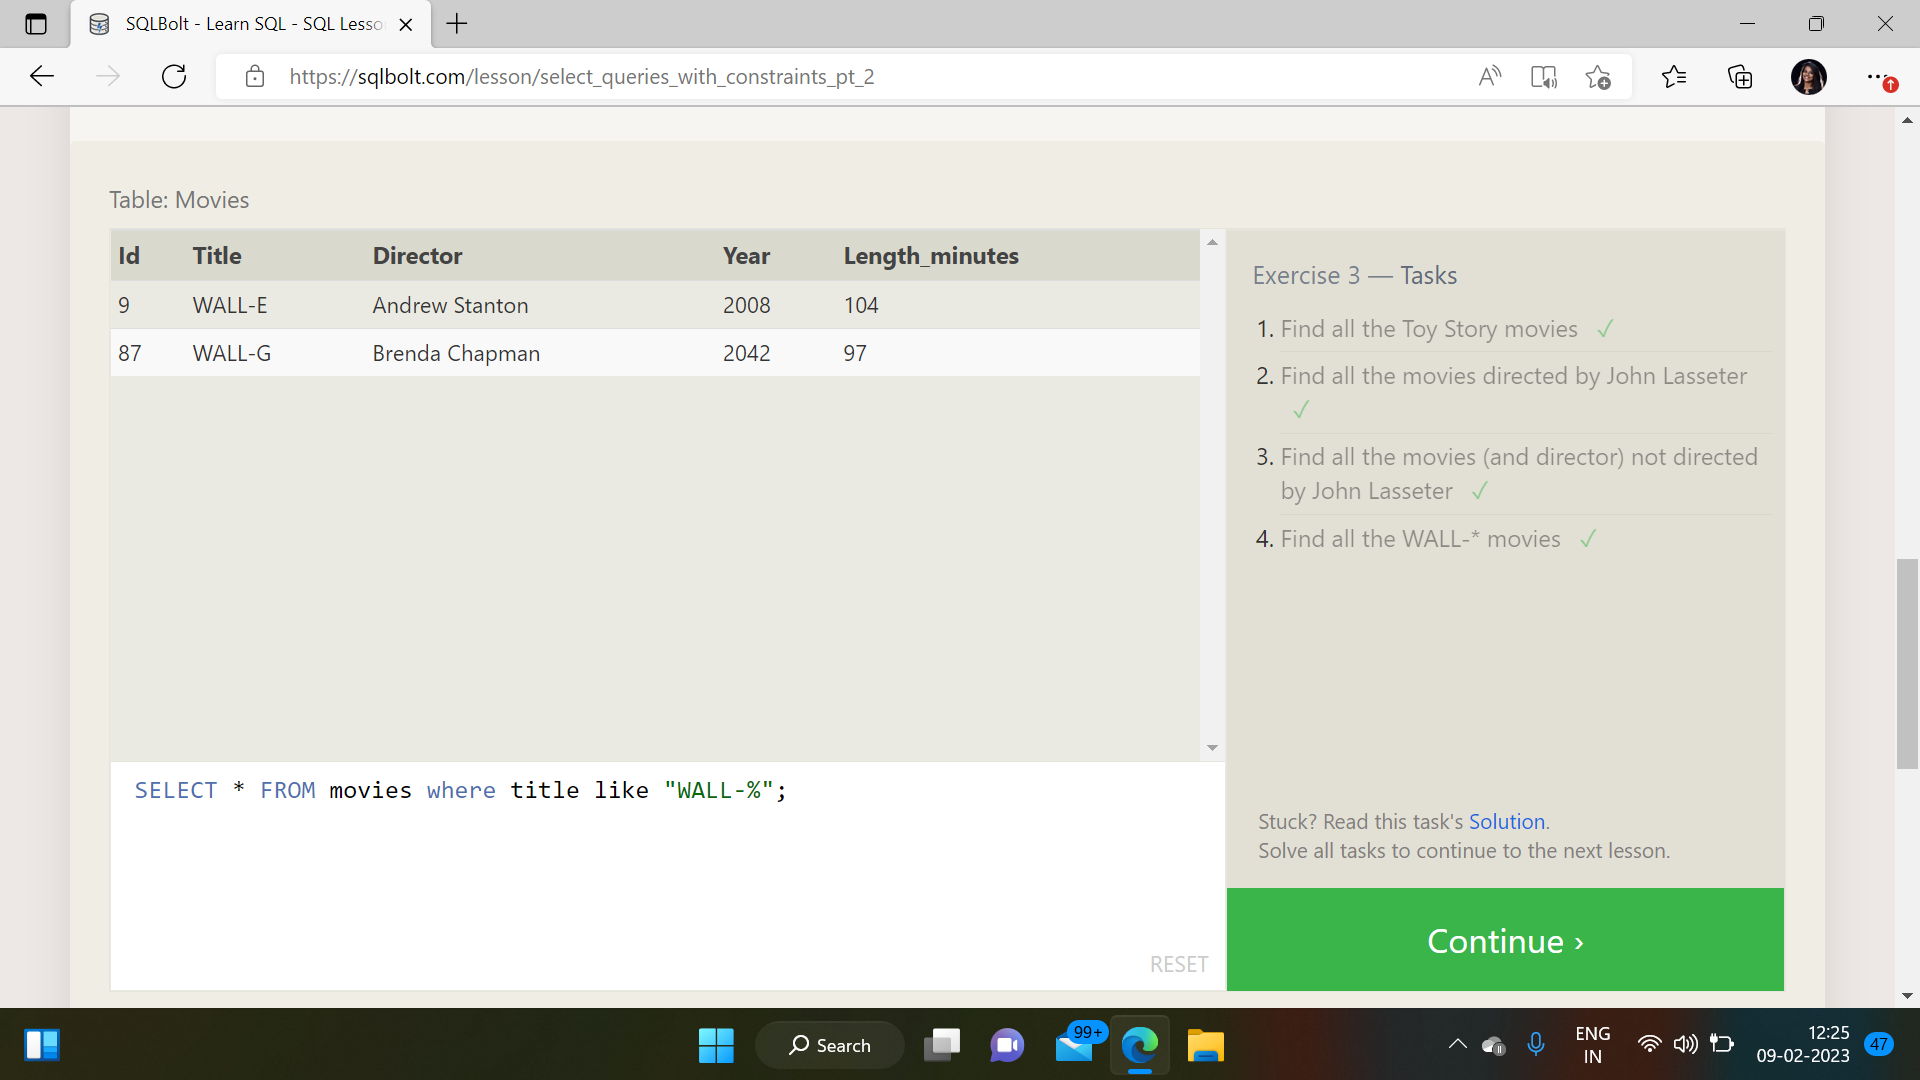 SQLBolt - Learn SQL - SQL Lesso
https://sqlbolt.com/lesson/select_queries_with_constraints_pt_2
Table: Movies
Id Title Director Year Length_minutes
9 WALL-E Andrew Stanton 2008 104
87 WALL-G Brenda Chapman 2042 97
Exercise 3 — Tasks
1. Find all the Toy Story movies ✓
2. Find all the movies directed by John Lasseter
✓
3. Find all the movies (and director) not directed
by John Lasseter ✓
4. Find all the WALL-* movies ✓
SELECT * FROM movies where title like "WALL-%";
RESET
Stuck? Read this task's Solution.
Solve all tasks to continue to the next lesson.
Continue ›
Search
99+
ENG
IN
12:25
09-02-2023
47